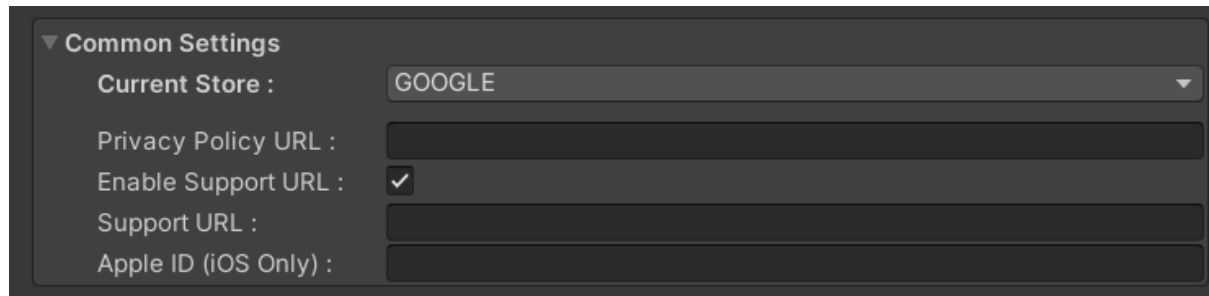 Common Settings
Current Store : GOOGLE
Privacy Policy URL :
Enable Support URL :
Support URL :
Apple ID (iOS Only) :